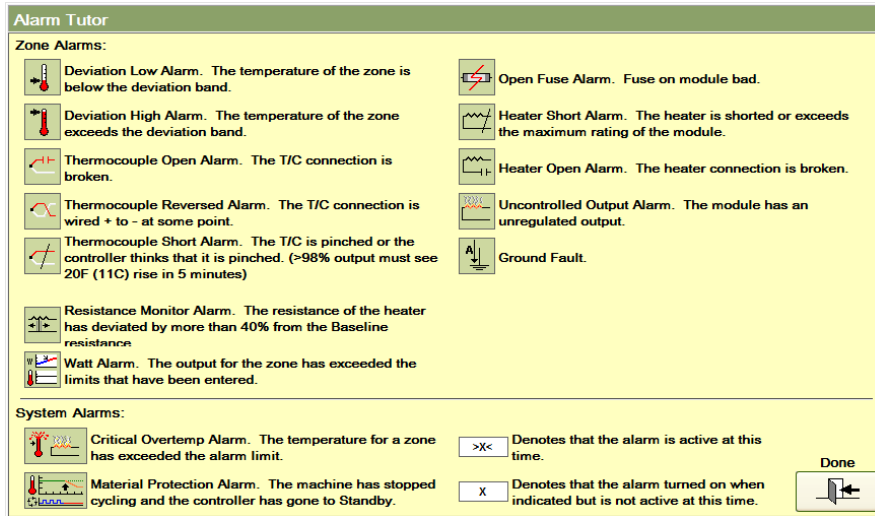 Alarm Tutor
Zone Alarms:
Deviation Low Alarm. The temperature of the zone is
below the deviation band.
Deviation High Alarm. The temperature of the zone
exceeds the deviation band.
Thermocouple Open Alarm. The T/C connection is
broken.
Thermocouple Reversed Alarm. The T/C connection is
wired + to - at some point.
Thermocouple Short Alarm. The T/C is pinched or the
controller thinks that it is pinched. (>98% output must see
20F (11C) rise in 5 minutes)
Resistance Monitor Alarm. The resistance of the heater
has deviated by more than 40% from the Baseline
resistance
W
Watt Alarm. The output for the zone has exceeded the
limits that have been entered.
Open Fuse Alarm. Fuse on module bad.
Heater Short Alarm. The heater is shorted or exceeds
the maximum rating of the module.
Heater Open Alarm. The heater connection is broken.
Uncontrolled Output Alarm. The module has an
unregulated output.
A
Ground Fault.
System Alarms:
Critical Overtemp Alarm. The temperature for a zone
has exceeded the alarm limit.
Material Protection Alarm. The machine has stopped
cycling and the controller has gone to Standby.
>X<
Denotes that the alarm is active at this
time.
X
Denotes that the alarm turned on when
indicated but is not active at this time.
Done